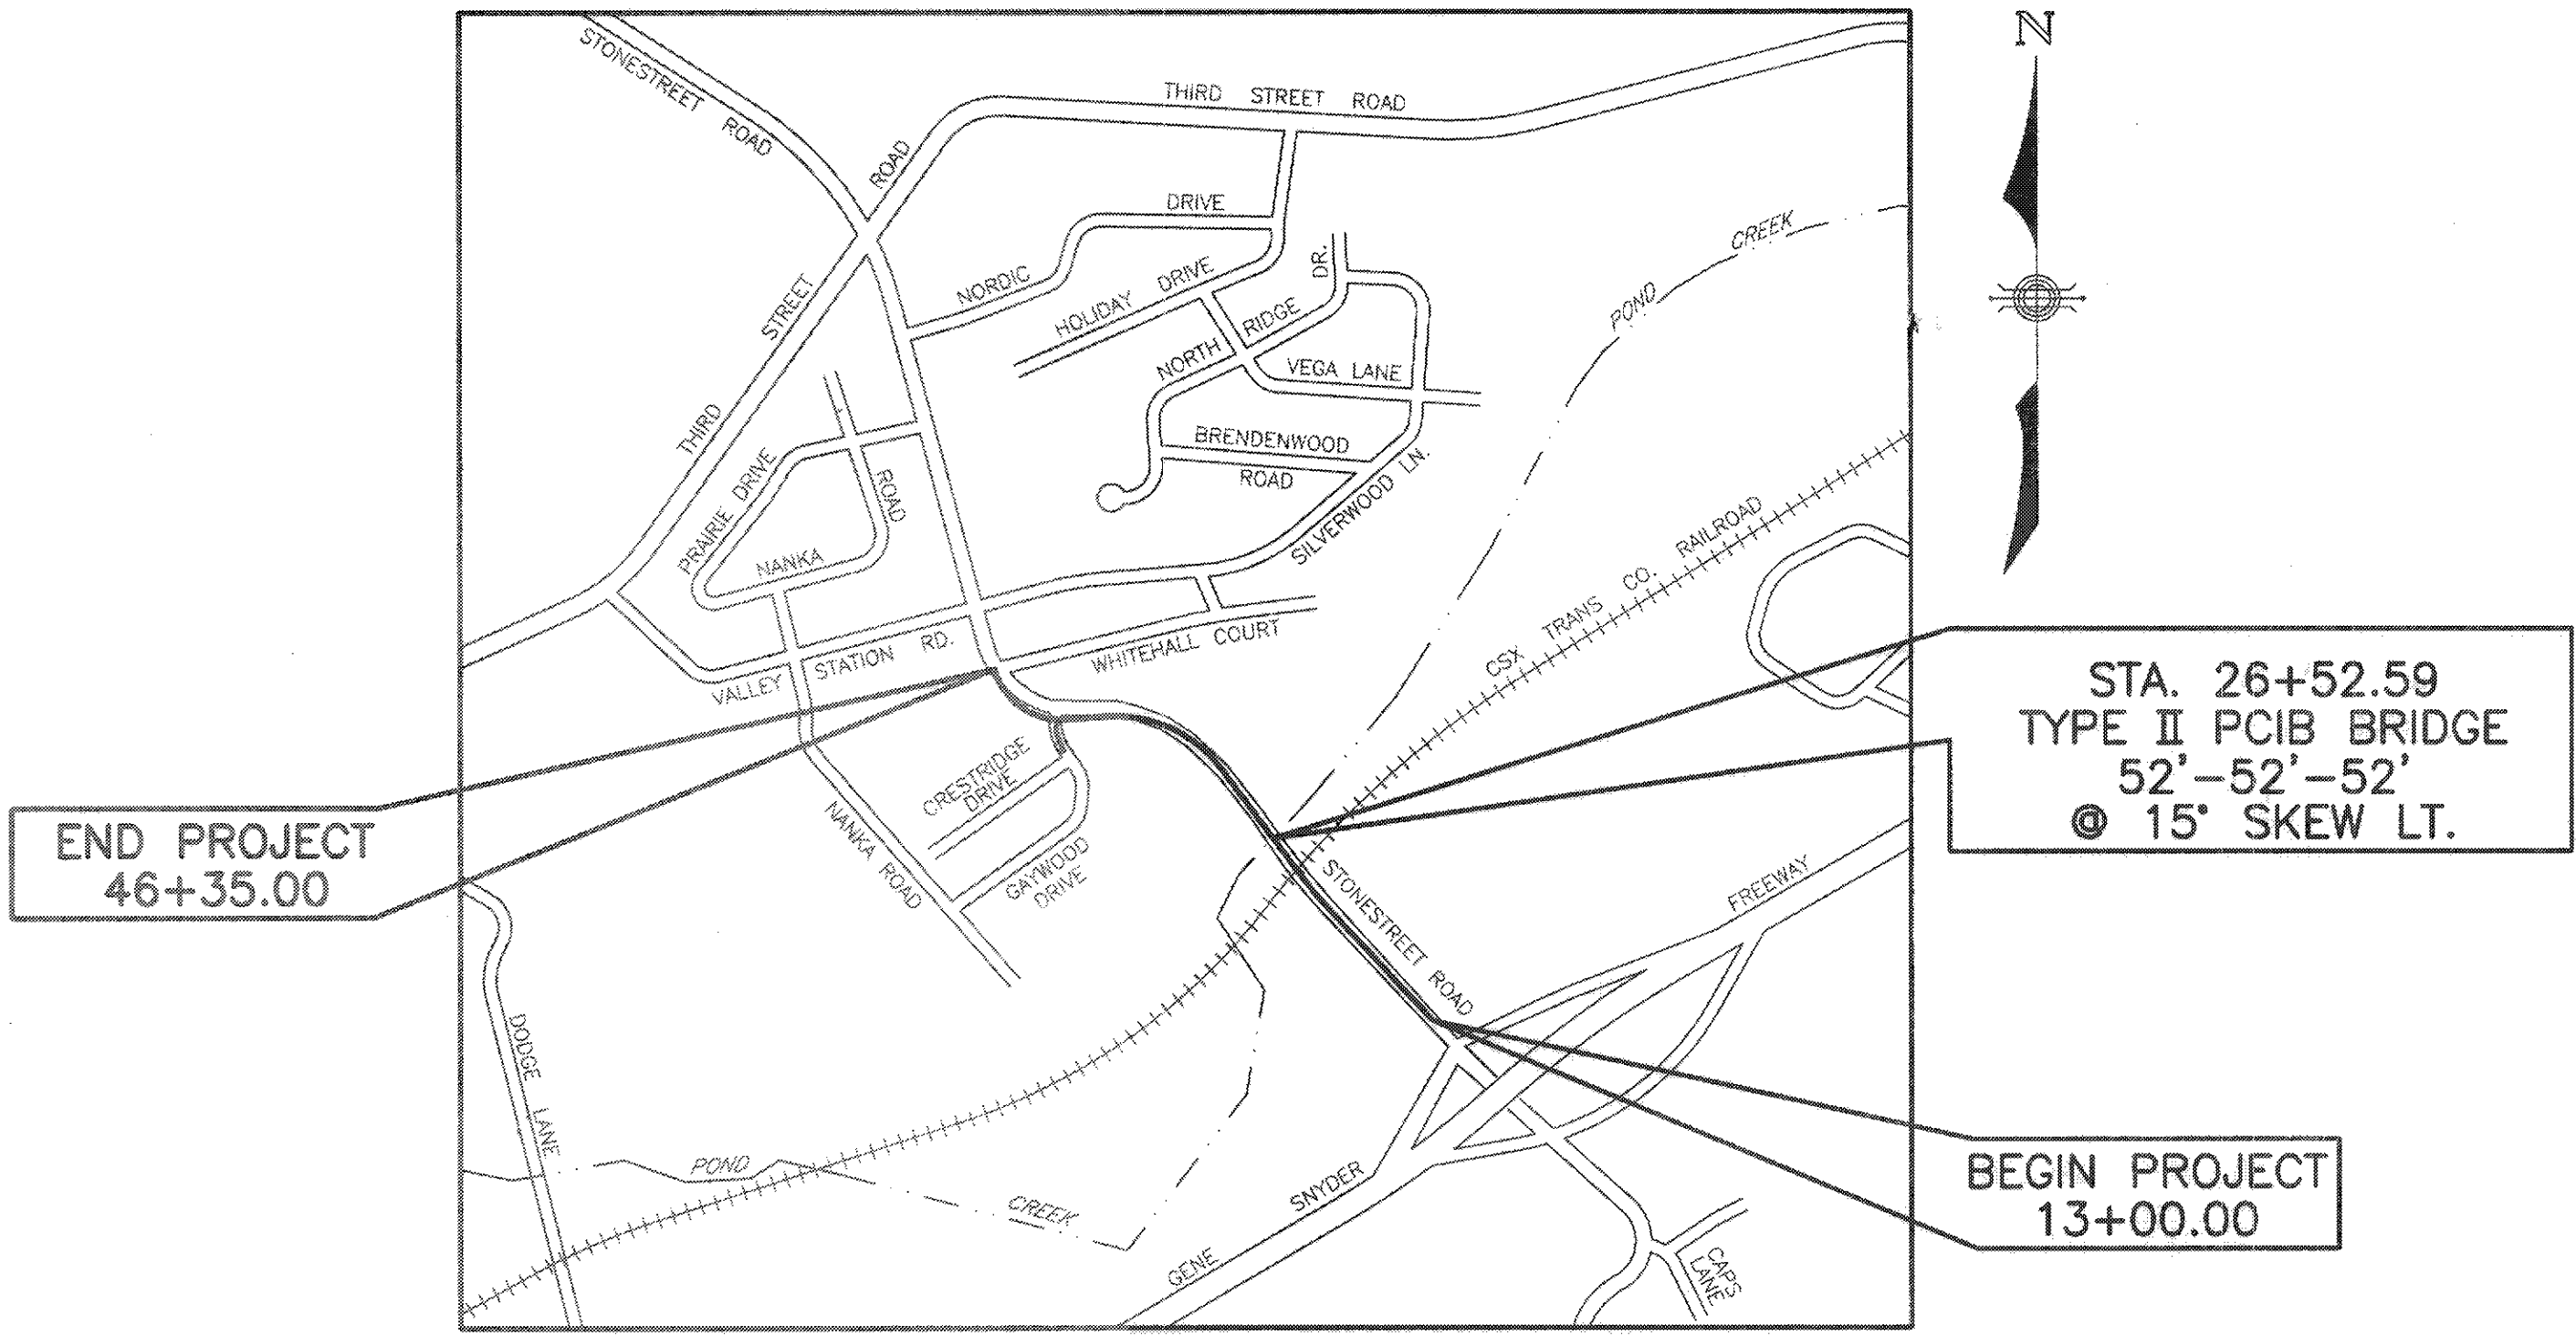 N
STONESTREET
ROAD
THIRD STREET ROAD
ROAD
STREET
THIRD
DRIVE
NORDIC
HOLIDAY DRIVE
DR.
RIDGE
NORTH
VEGA LANE
BRENDENWOOD
ROAD
SILVERWOOD LN.
POND CREEK
PRAIRIE DRIVE
ROAD
NANKA
CSX TRANS CO. RAILROAD
VALLEY STATION RD.
WHITEHALL COURT
STA. 26+52.59
TYPE II PCIB BRIDGE
52'-52'-52'
@ 15° SKEW LT.
CRESTRIDGE
DRIVE
NANKA ROAD
GAYWOOD
DRIVE
END PROJECT
46+35.00
STONESTREET ROAD
FREEWAY
DODGE LANE
POND
CREEK
SNYDER
GENE
BEGIN PROJECT
13+00.00
CAPS
LANE